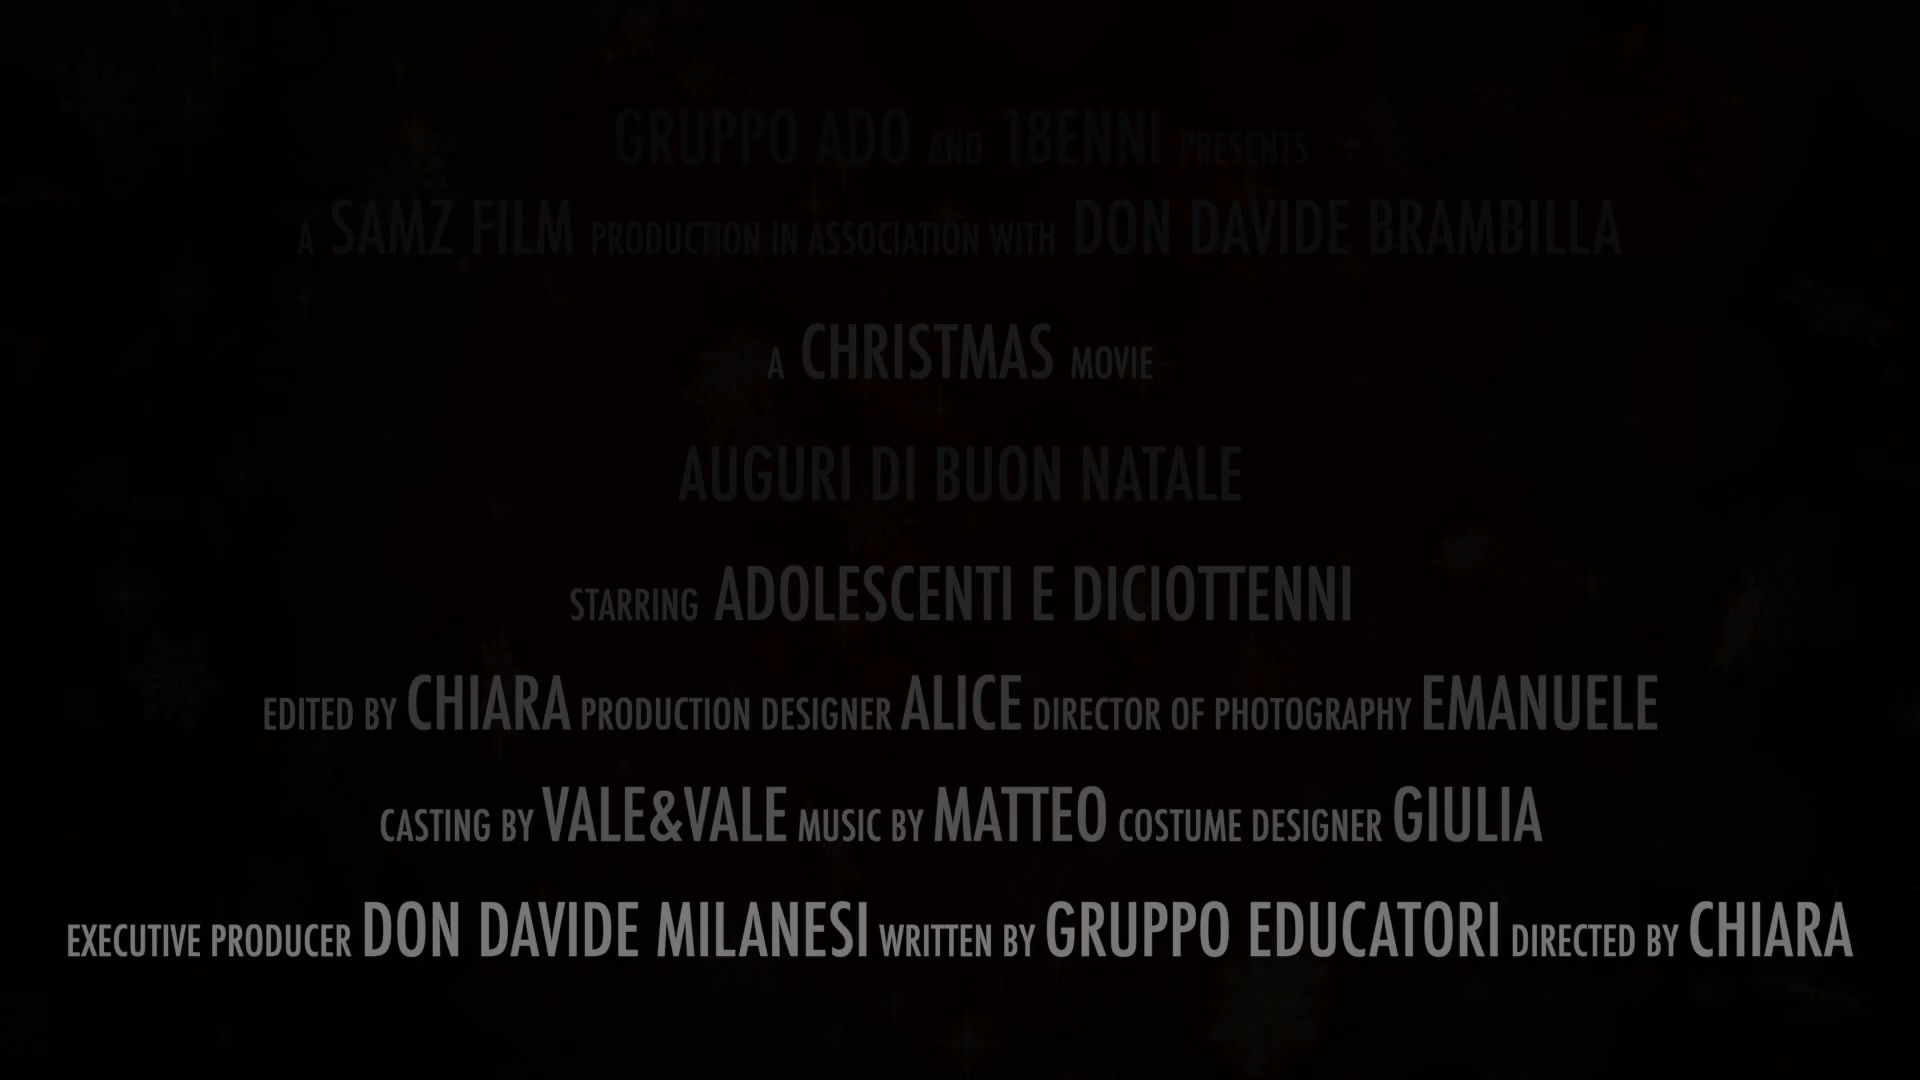 GRUPPO ADO AND 18ENNI PRESENTS
A SAMZ FILM PRODUCTION IN ASSOCIATION WITH DON DAVIDE BRAMBILLA
A CHRISTMAS MOVIE
AUGURI DI BUON NATALE
STARRING ADOLESCENTI E DICIOTTENNI
EDITED BY CHIARA PRODUCTION DESIGNER ALICE DIRECTOR OF PHOTOGRAPHY EMANUELE
CASTING BY VALE&VALE MUSIC BY MATTEO COSTUME DESIGNER GIULIA
EXECUTIVE PRODUCER DON DAVIDE MILANESI WRITTEN BY GRUPPO EDUCATORI DIRECTED BY CHIARA